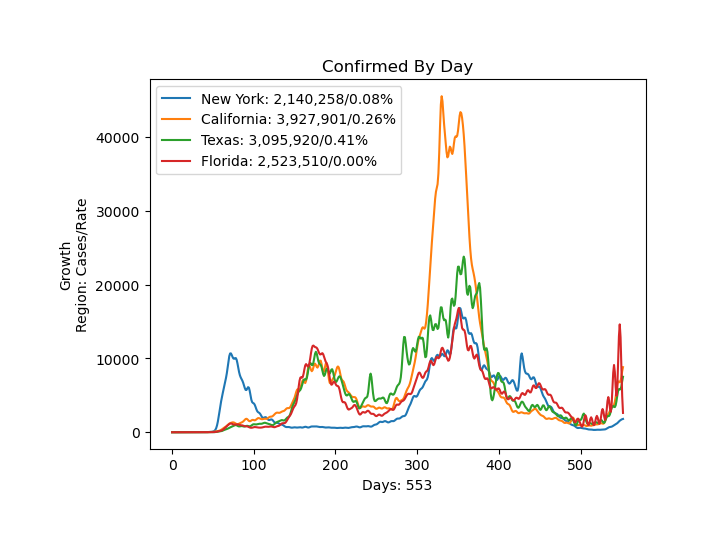 Confirmed By Day
New York: 2,140,258/0.08%
California: 3,927,901/0.26%
Texas: 3,095,920/0.41%
Florida: 2,523,510/0.00%
Growth
Region: Cases/Rate
40000
30000
20000
10000
0
0 100 200 300 400 500
Days: 553